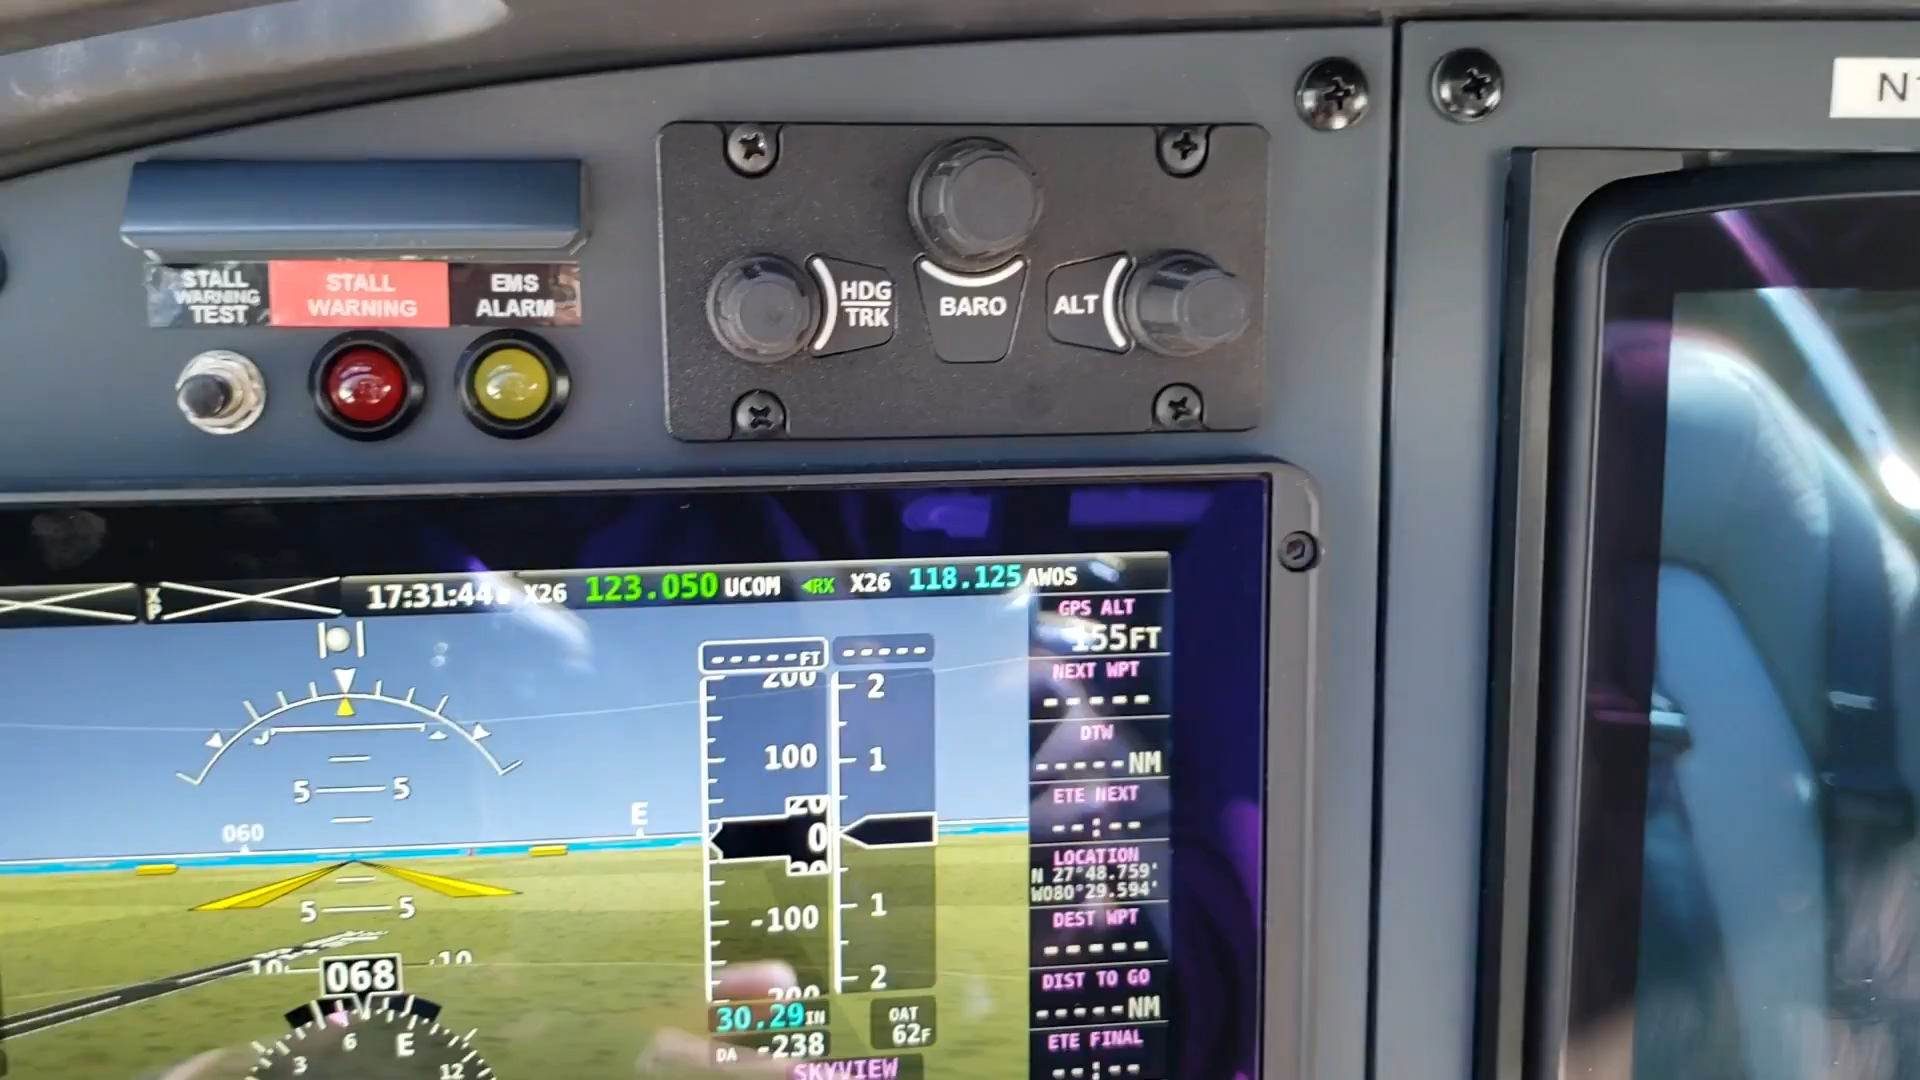 N
STALL WARNING TEST
STALL WARNING
EMS ALARM
HDG
TRK
BARO
ALT
XP
17:31:44
X26
123.050
UCOM
RX
X26
118.125
AWOS
GPS ALT
155FT
NEXT WPT
-----
DTW
-----NM
ETE NEXT
--:--
LOCATION
N 27°48.759'
W080°29.594'
DEST WPT
-----
DIST TO GO
-----NM
ETE FINAL
--:--
-----FT
-----
200
100
20
0
-100
200
2
1
1
2
5
5
060
E
5
5
10
10
068
3
6
E
12
30.29IN
OAT
62F
DA -238
SKYVIEW